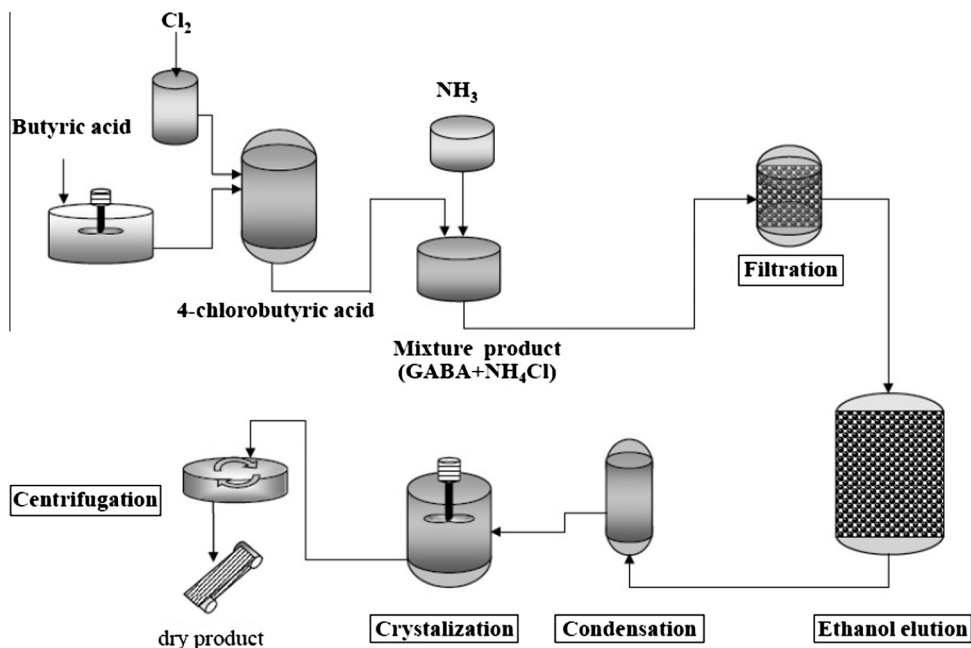 Cl₂
Butyric acid
NH₃
4-chlorobutyric acid
Filtration
Mixture product
(GABA+NH₄Cl)
Centrifugation
dry product
Crystalization
Condensation
Ethanol elution